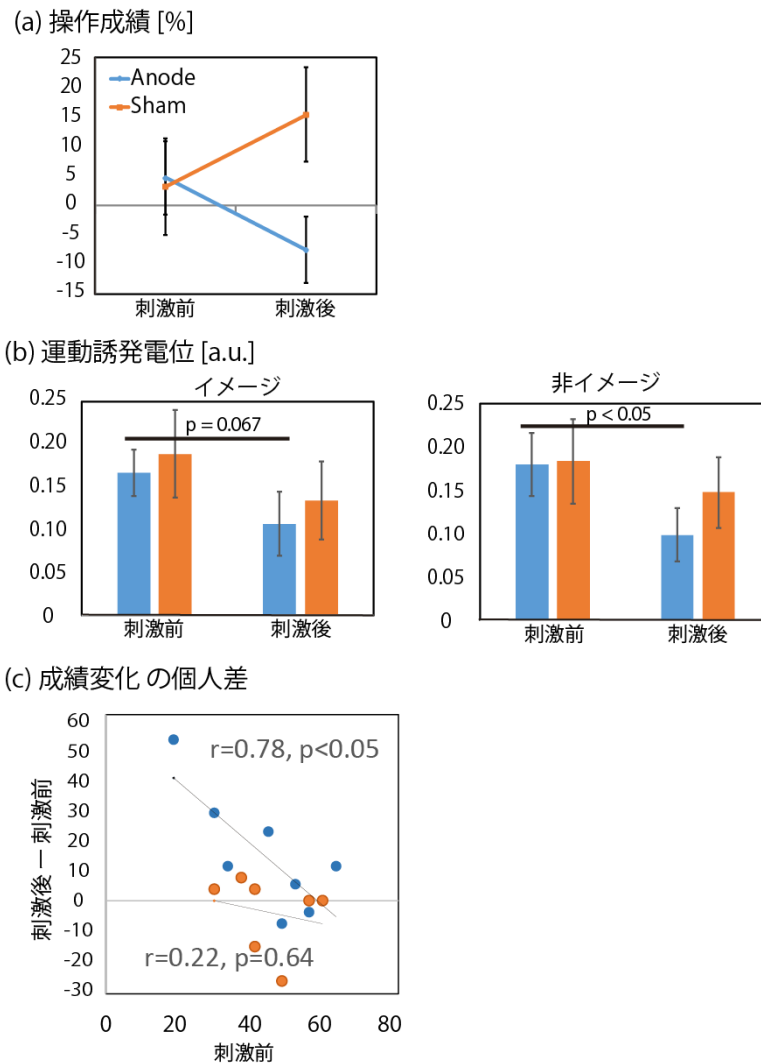 (a) 操作成績 [%]
25
20
15
10
5
0
-5
-10
-15
Anode
Sham
刺激前
刺激後
(b) 運動誘発電位 [a.u.]
イメージ
0.25
0.20
0.15
0.10
0.05
0
p = 0.067
刺激前
刺激後
非イメージ
0.25
0.20
0.15
0.10
0.05
0
p < 0.05
刺激前
刺激後
(c) 成績変化 の個人差
刺激後 ー 刺激前
60
50
40
30
20
10
0
-10
-20
-30
r=0.78, p<0.05
r=0.22, p=0.64
0 20 40 60 80
刺激前